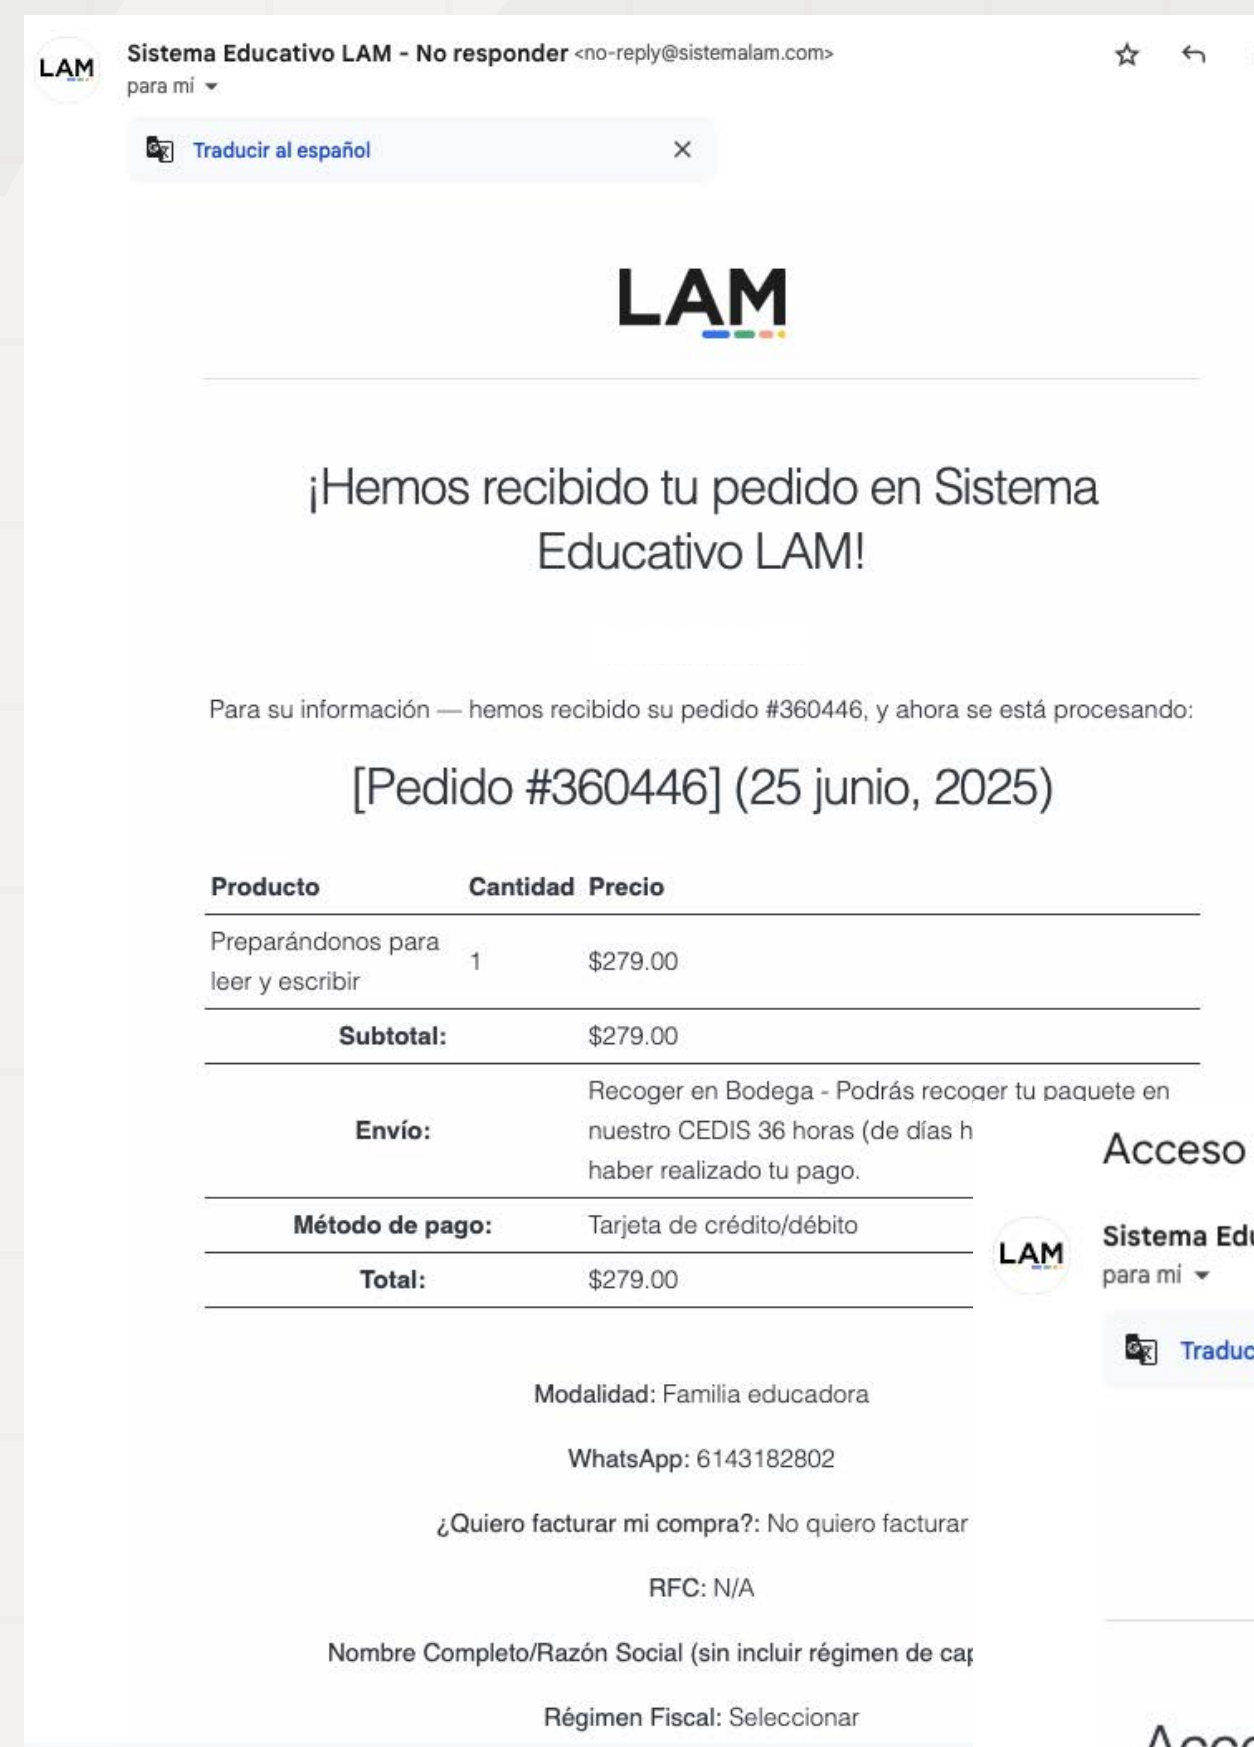 LAM
Sistema Educativo LAM - No responder <no-reply@sistemalam.com>
para mí
Traducir al español
LAM
¡Hemos recibido tu pedido en Sistema
Educativo LAM!
Para su información — hemos recibido su pedido #360446, y ahora se está procesando:
[Pedido #360446] (25 junio, 2025)
Producto Cantidad Precio
Preparándonos para
leer y escribir 1 $279.00
Subtotal: $279.00
Recoger en Bodega - Podrás recoger tu paquete en
Envío: nuestro CEDIS 36 horas (de días h
haber realizado tu pago.
Método de pago: Tarjeta de crédito/débito
Total: $279.00
Modalidad: Familia educadora
WhatsApp: 6143182802
¿Quiero facturar mi compra?: No quiero facturar
RFC: N/A
Nombre Completo/Razón Social (sin incluir régimen de cap
Régimen Fiscal: Seleccionar
Acceso
LAM
Sistema Edu
para mí
Traduc